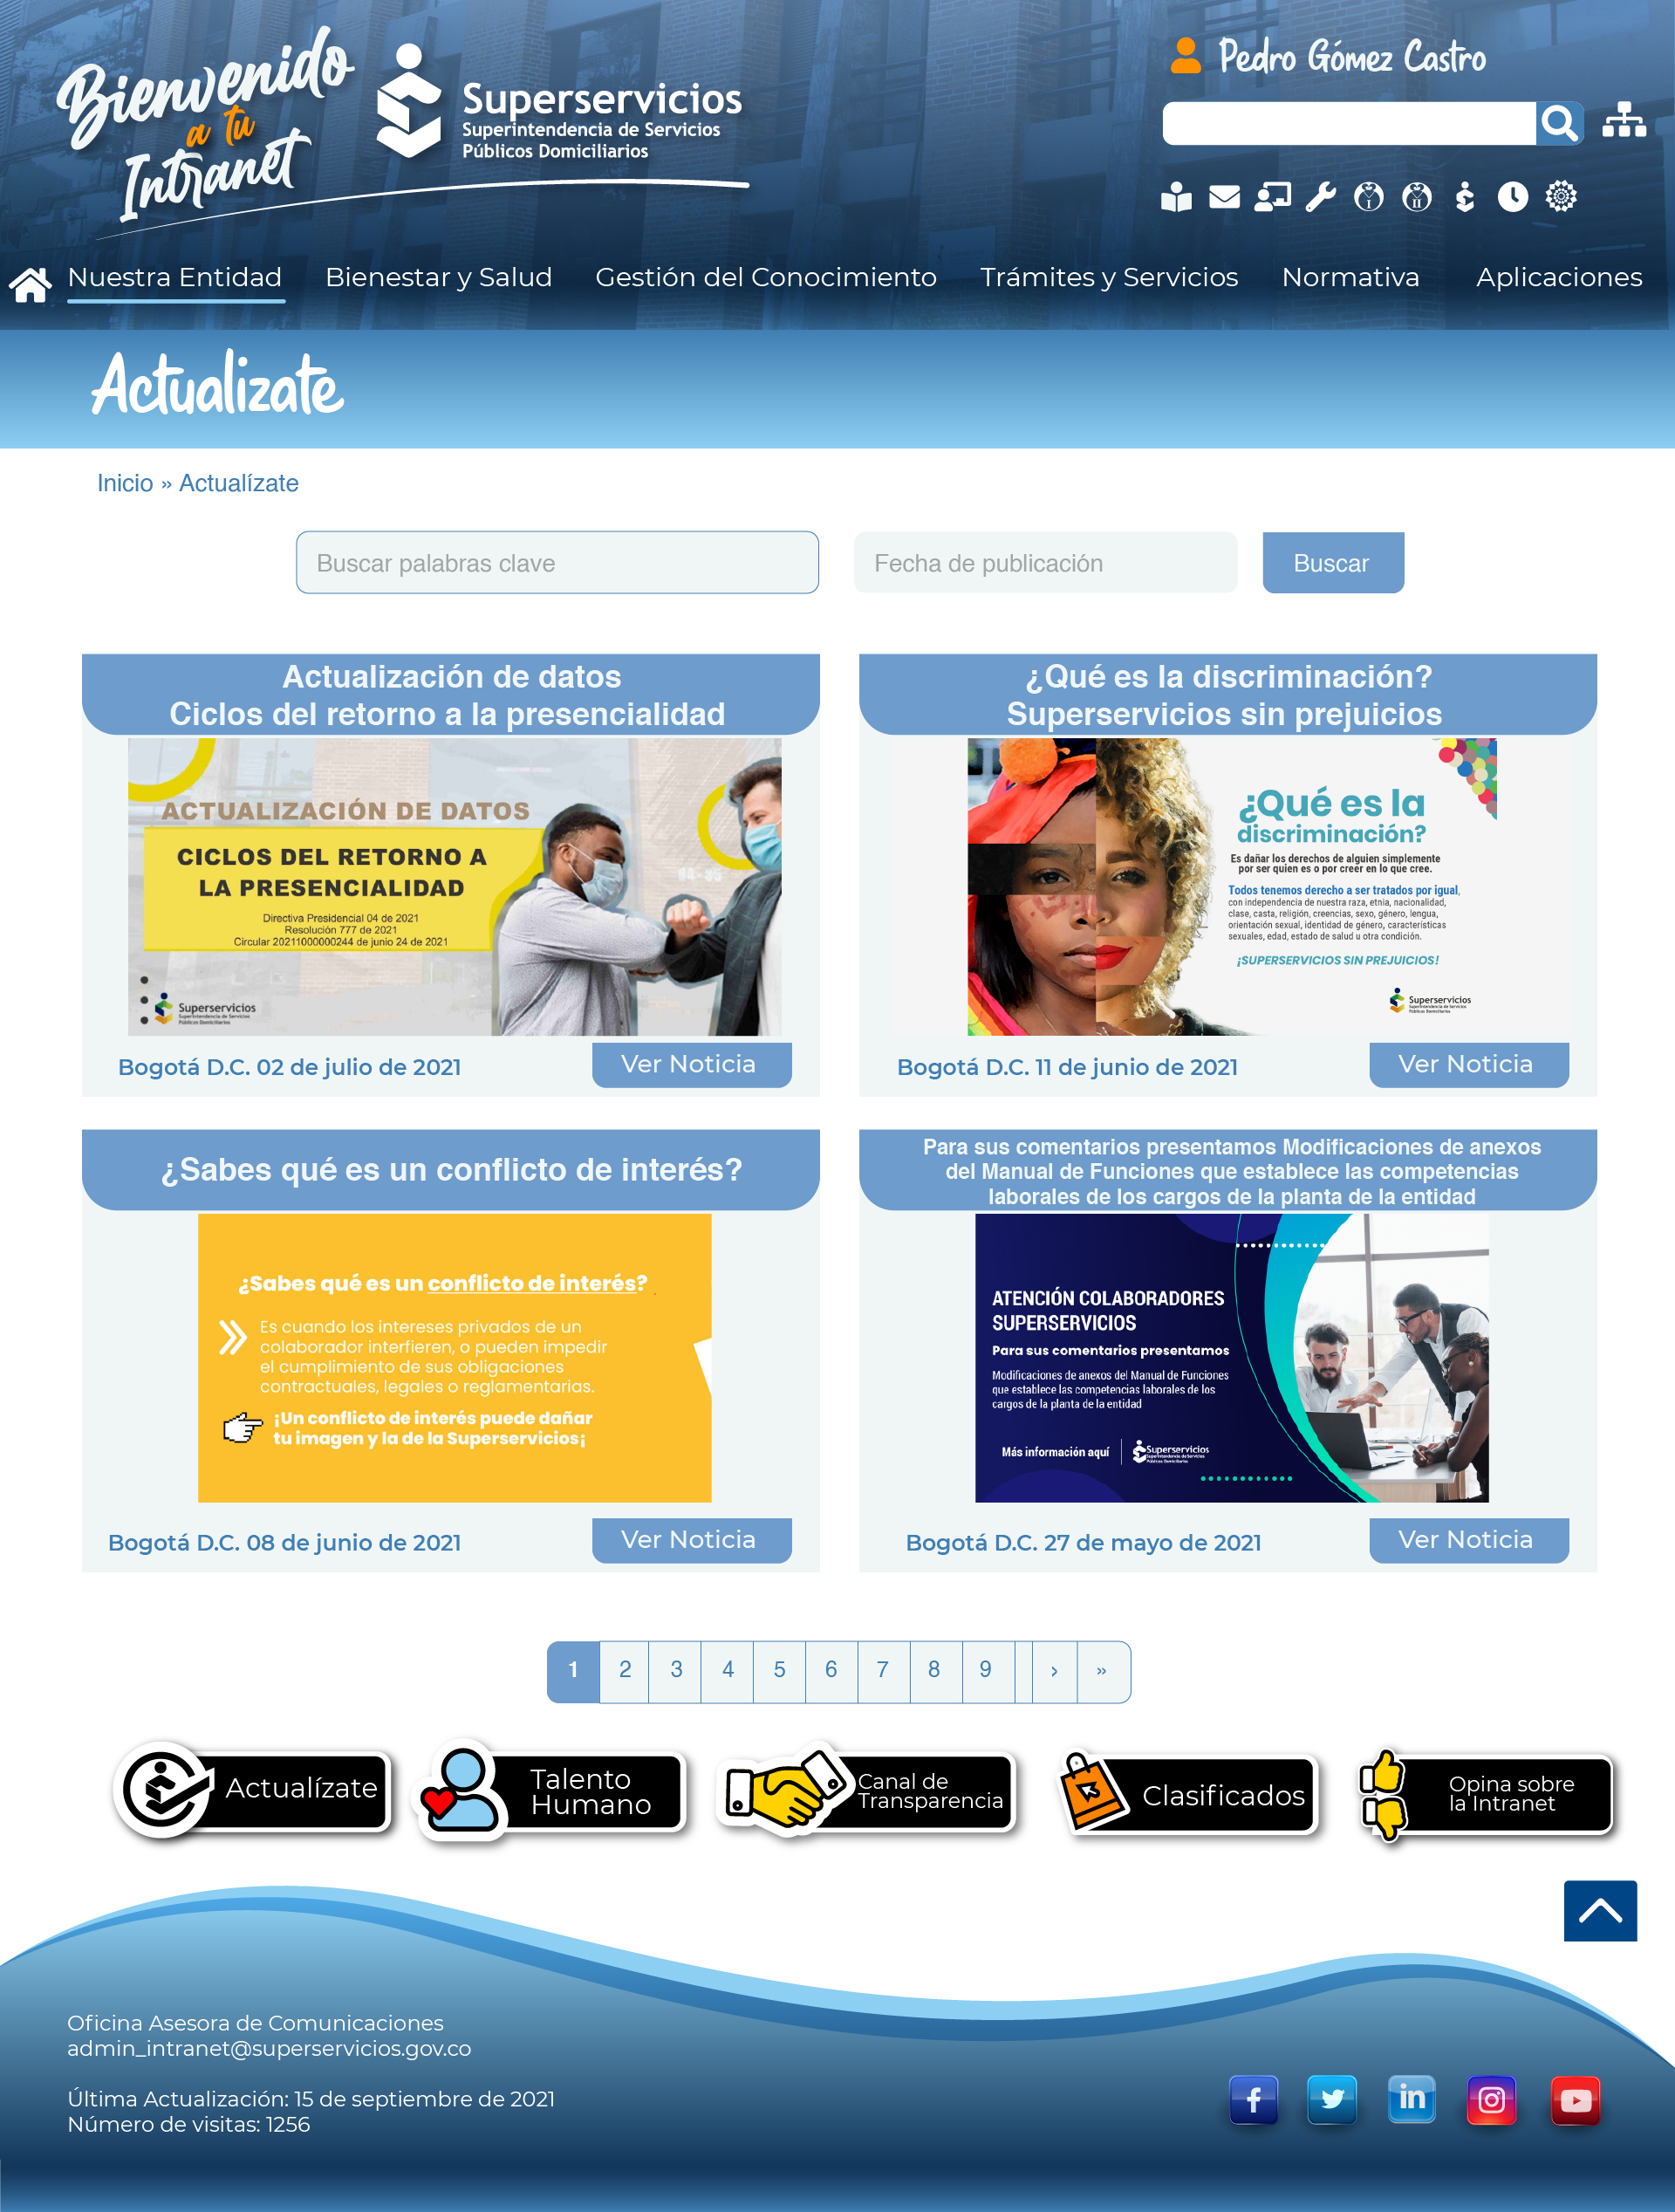 Bienvenido
a tu
Intranet
Superservicios
Superintendencia de Servicios
Públicos Domiciliarios
Pedro Gómez Castro
Nuestra Entidad
Bienestar y Salud
Gestión del Conocimiento
Trámites y Servicios
Normativa
Aplicaciones
Actualizate
Inicio » Actualízate
Buscar palabras clave
Fecha de publicación
Buscar
Actualización de datos
Ciclos del retorno a la presencialidad
ACTUALIZACIÓN DE DATOS
CICLOS DEL RETORNO A
LA PRESENCIALIDAD
Directiva Presidencial 04 de 2021
Resolución 777 de 2021
Circular 20211000000244 de junio 24 de 2021
Superservicios
Superintendencia de Servicios
Públicos Domiciliarios
Bogotá D.C. 02 de julio de 2021
Ver Noticia
¿Qué es la discriminación?
Superservicios sin prejuicios
¿Qué es la
discriminación?
Es dañar los derechos de alguien simplemente
por ser quien es o por creer en lo que cree.
Todos tenemos derecho a ser tratados por igual,
con independencia de nuestra raza, etnia, nacionalidad,
clase, casta, religión, creencias, sexo, género, lengua,
orientación sexual, identidad de género, características
sexuales, edad, estado de salud u otra condición.
¡SUPERSERVICIOS SIN PREJUICIOS!
Superservicios
Superintendencia de Servicios
Públicos Domiciliarios
Bogotá D.C. 11 de junio de 2021
Ver Noticia
¿Sabes qué es un conflicto de interés?
¿Sabes qué es un conflicto de interés?
Es cuando los intereses privados de un
colaborador interfieren, o pueden impedir
el cumplimiento de sus obligaciones
contractuales, legales o reglamentarias.
¡Un conflicto de interés puede dañar
tu imagen y la de la Superservicios¡
Bogotá D.C. 08 de junio de 2021
Ver Noticia
Para sus comentarios presentamos Modificaciones de anexos
del Manual de Funciones que establece las competencias
laborales de los cargos de la planta de la entidad
ATENCIÓN COLABORADORES
SUPERSERVICIOS
Para sus comentarios presentamos
Modificaciones de anexos del Manual de Funciones
que establece las competencias laborales de los
cargos de la planta de la entidad
Más información aquí
Superservicios
Superintendencia de Servicios
Públicos Domiciliarios
Bogotá D.C. 27 de mayo de 2021
Ver Noticia
1 2 3 4 5 6 7 8 9 › »
Actualízate
Talento
Humano
Canal de
Transparencia
Clasificados
Opina sobre
la Intranet
Oficina Asesora de Comunicaciones
admin_intranet@superservicios.gov.co
Última Actualización: 15 de septiembre de 2021
Número de visitas: 1256